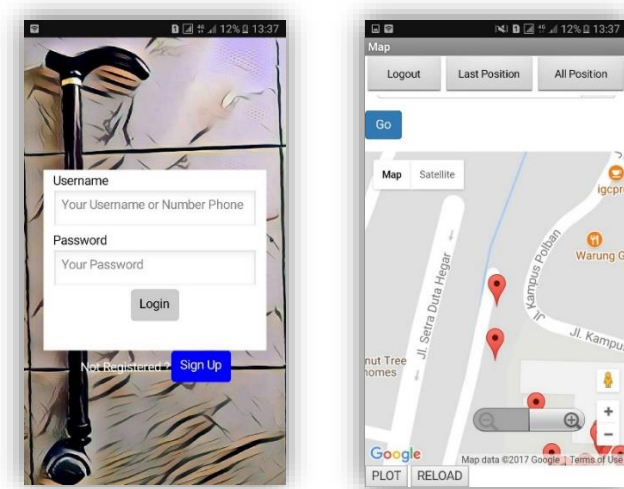 12% 13:37
Username
Your Username or Number Phone
Password
Your Password
Login
Not Registered ? Sign Up
4G 12% 13:37
Map
Logout Last Position All Position
Go
Map Satellite
igcpr
Warung G
Jl. Setra Duta Hegar
Jl. Kampus Polban
Jl. Kampu
nut Tree
homes
+
−
Google Map data ©2017 Google Terms of Use
PLOT RELOAD